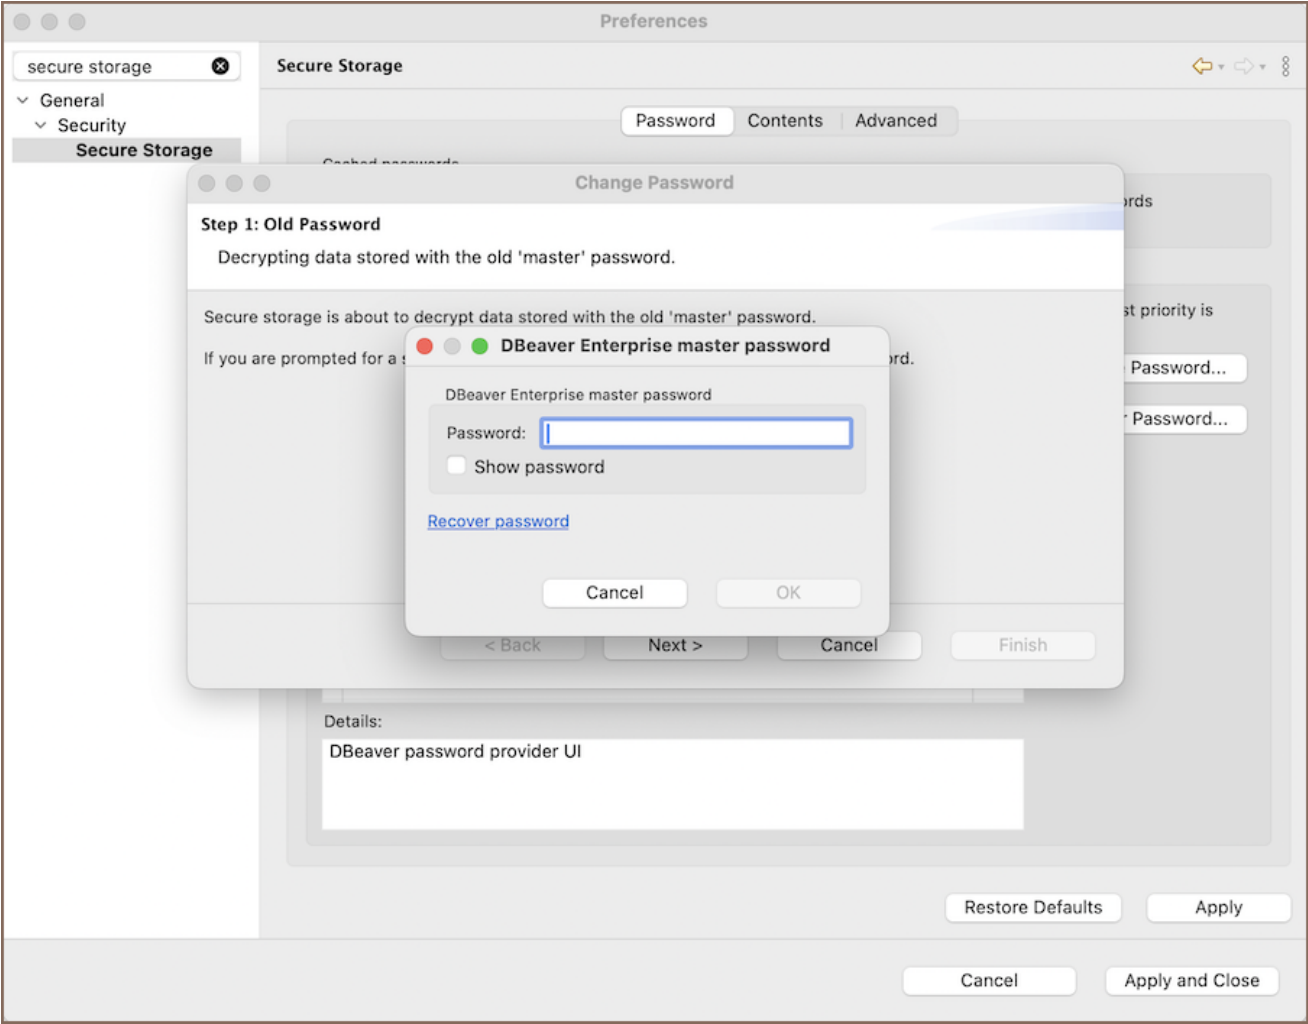 Preferences
secure storage
Secure Storage
General
Security
Secure Storage
Password Contents Advanced
Change Password
Step 1: Old Password
Decrypting data stored with the old 'master' password.
Secure storage is about to decrypt data stored with the old 'master' password.
st priority is
DBeaver Enterprise master password
If you are prompted for a
Password...
DBeaver Enterprise master password
Password:
Password...
Show password
Recover password
Cancel OK
< Back Next > Cancel Finish
Details:
DBeaver password provider UI
Restore Defaults Apply
Cancel Apply and Close